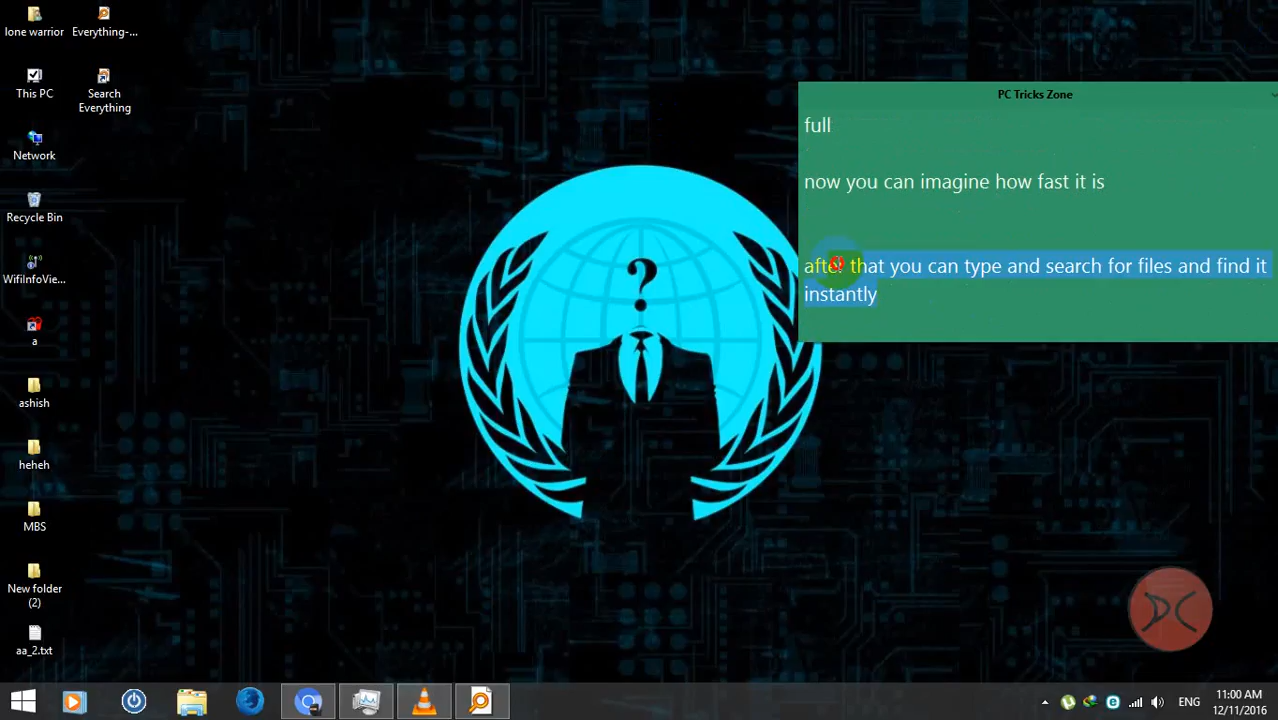 lone warrior
Everything-...
This PC
Search
Everything
Network
Recycle Bin
WifiInfoVie...
a
ashish
heheh
MBS
New folder
(2)
aa_2.txt
PC Tricks Zone
full
now you can imagine how fast it is
after that you can type and search for files and find it
instantly
?
PC
ENG
11:00 AM
12/11/2016